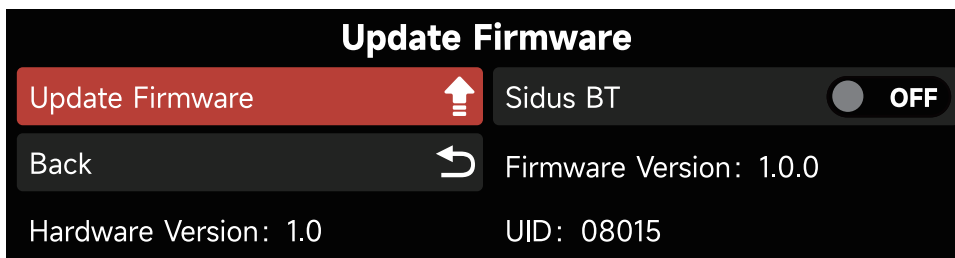 Update Firmware
Update Firmware
Sidus BT OFF
Back
Firmware Version: 1.0.0
Hardware Version: 1.0
UID: 08015